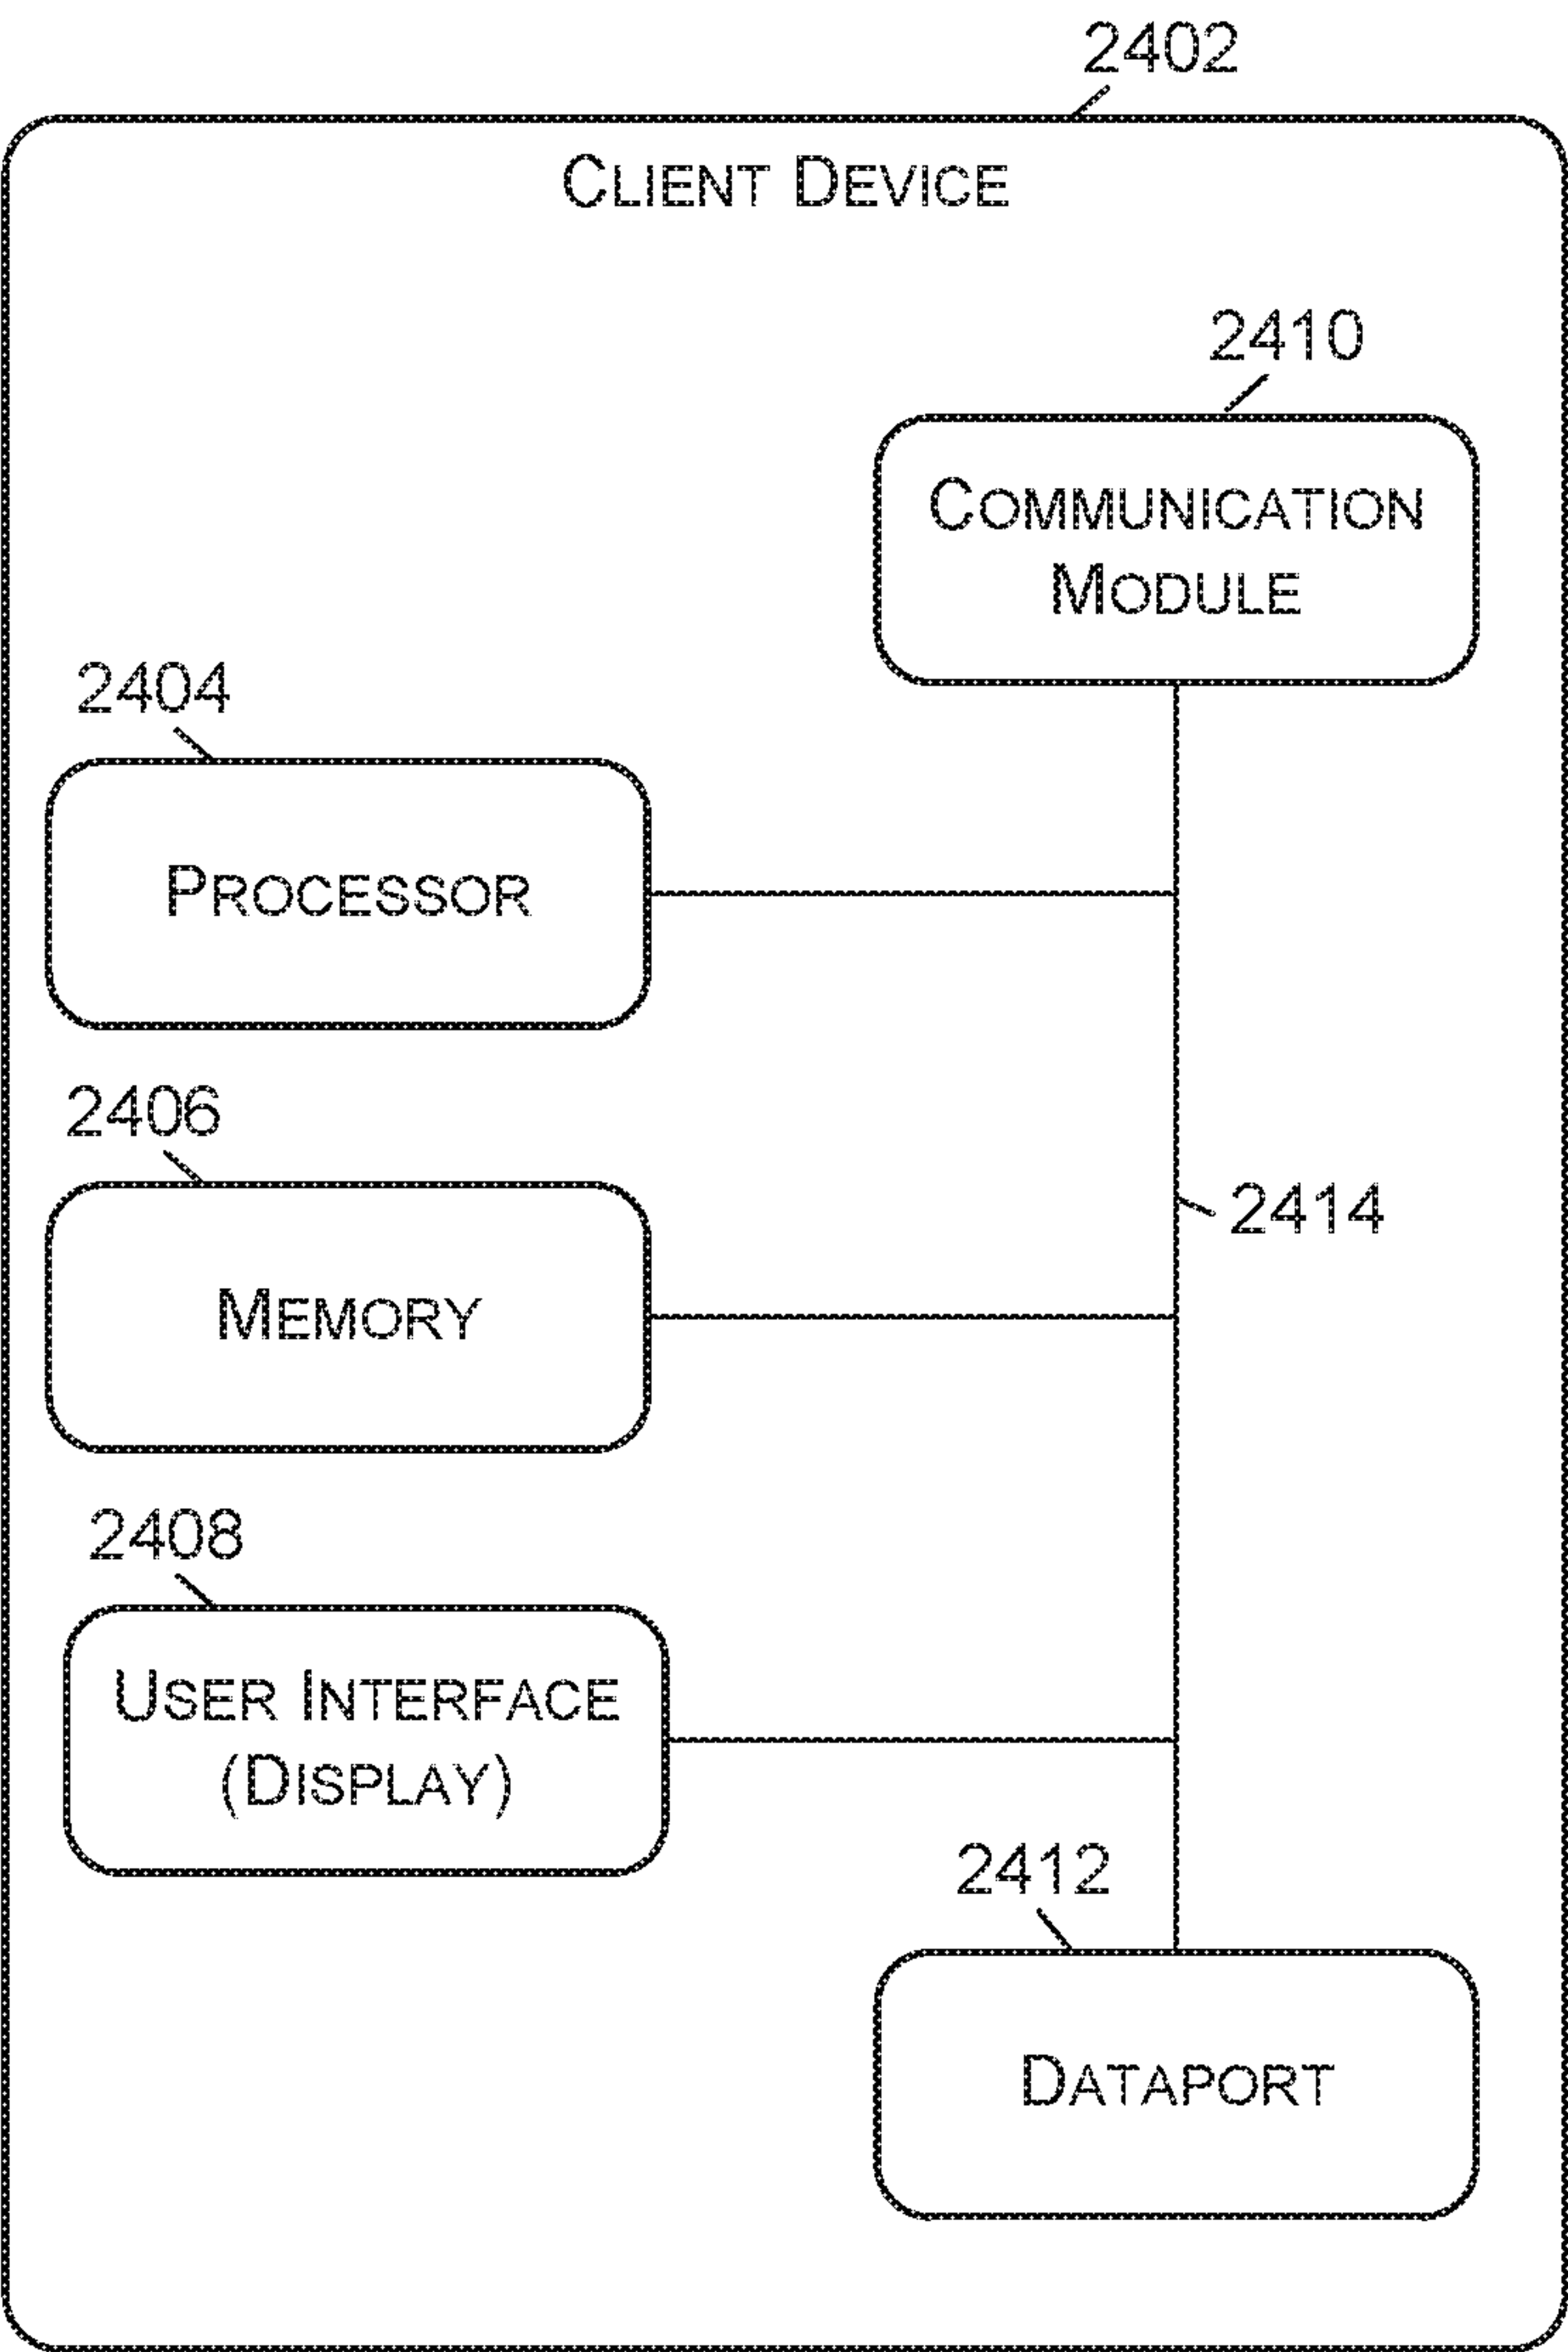 2402
CLIENT DEVICE
2410
COMMUNICATION
MODULE
2404
PROCESSOR
2406
2414
MEMORY
2408
USER INTERFACE
(DISPLAY)
2412
DATAPORT